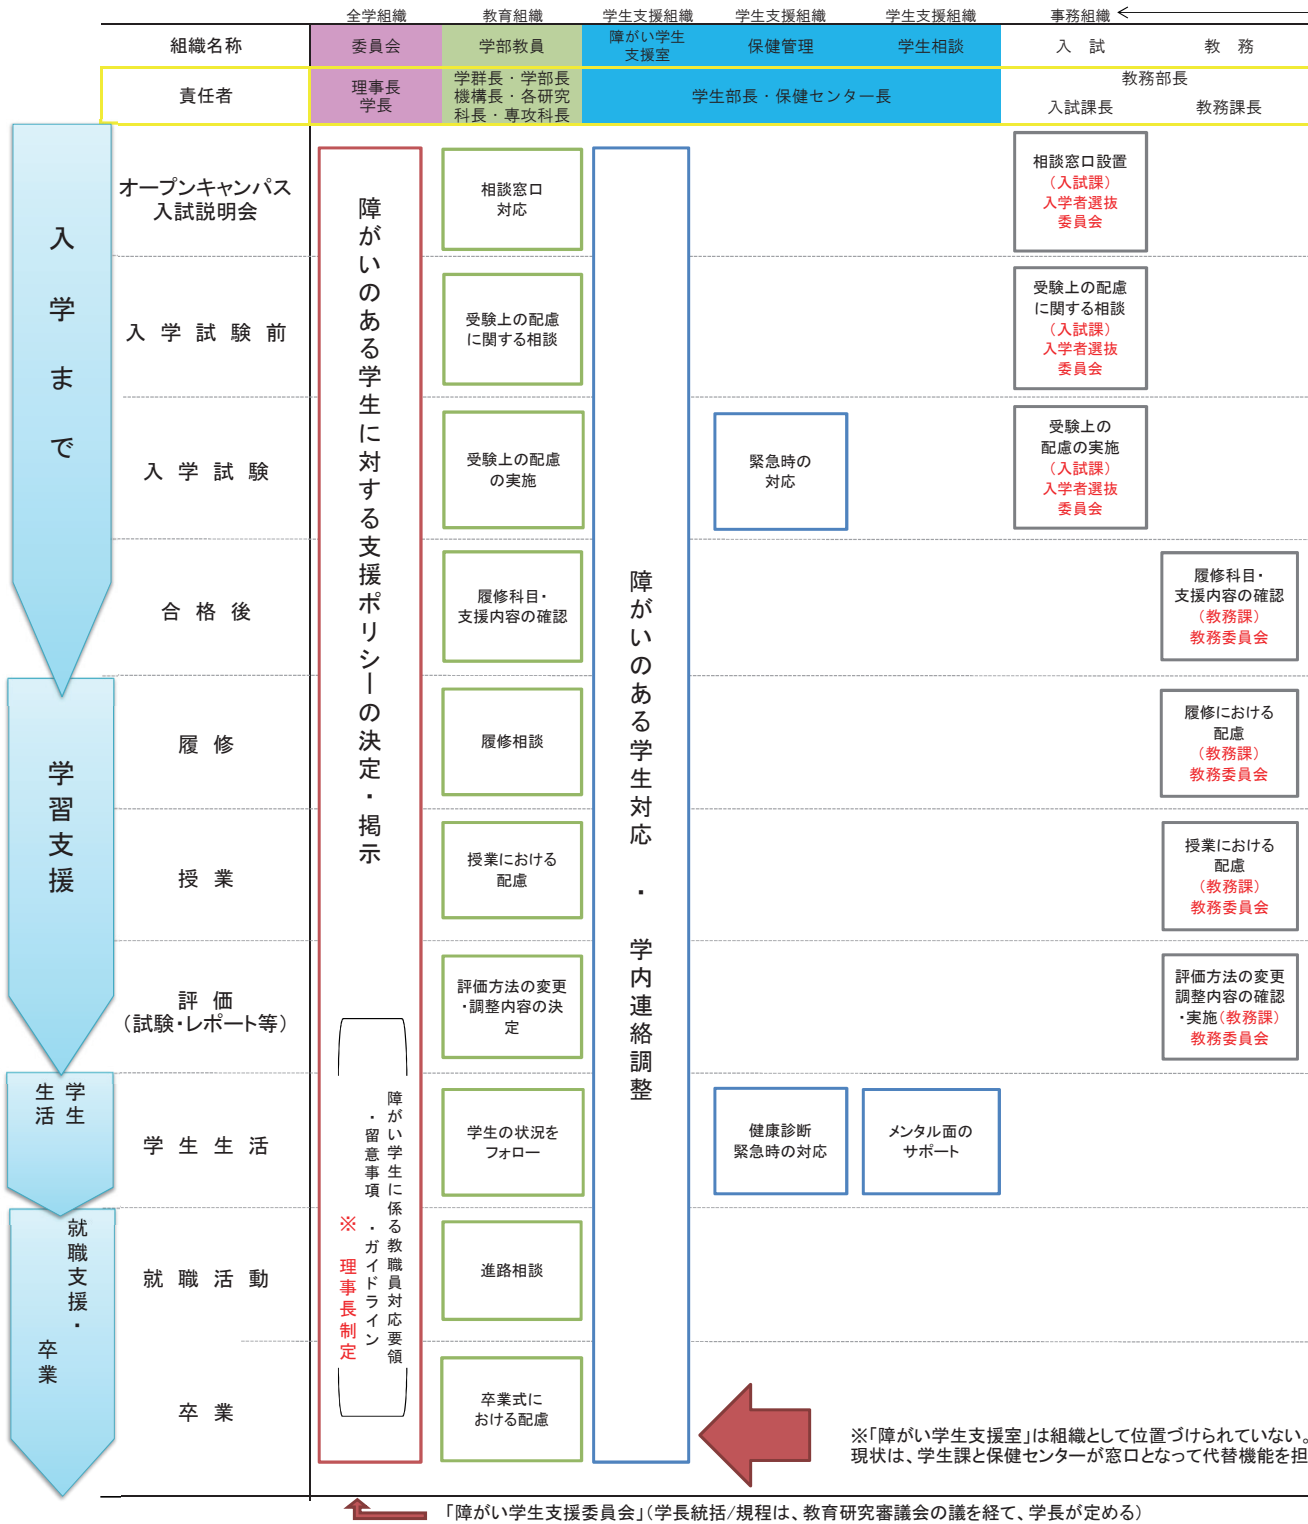 全学組織
教育組織
学生支援組織
学生支援組織
学生支援組織
事務組織
組織名称
委員会
学部教員
障がい学生
支援室
保健管理
学生相談
入　試
教　務
責任者
理事長
学長
学群長・学部長
機構長・各研究
科長・専攻科長
学生部長・保健センター長
教務部長
入試課長
教務課長
入学まで
学習支援
学生
生活
就職支援・
卒業
障がいのある学生に対する支援ポリシーの決定・掲示
障がい学生に係る教職員対応要領
・留意事項　・ガイドライン
※　理事長制定
障がいのある学生対応　・　学内連絡調整
オープンキャンパス
入試説明会
相談窓口
対応
相談窓口設置
（入試課）
入学者選抜
委員会
入 学 試 験 前
受験上の配慮
に関する相談
受験上の配慮
に関する相談
（入試課）
入学者選抜
委員会
入 学 試 験
受験上の配慮
の実施
緊急時の
対応
受験上の
配慮の実施
（入試課）
入学者選抜
委員会
合 格 後
履修科目・
支援内容の確認
履修科目・
支援内容の確認
（教務課）
教務委員会
履 修
履修相談
履修における
配慮
（教務課）
教務委員会
授 業
授業における
配慮
授業における
配慮
（教務課）
教務委員会
評 価
（試験・レポート等）
評価方法の変更
・調整内容の決
定
評価方法の変更
調整内容の確認
・実施（教務課）
教務委員会
学 生 生 活
学生の状況を
フォロー
健康診断
緊急時の対応
メンタル面の
サポート
就 職 活 動
進路相談
卒 業
卒業式に
おける配慮
※「障がい学生支援室」は組織として位置づけられていない。
現状は、学生課と保健センターが窓口となって代替機能を担
「障がい学生支援委員会」（学長統括/規程は、教育研究審議会の議を経て、学長が定める）